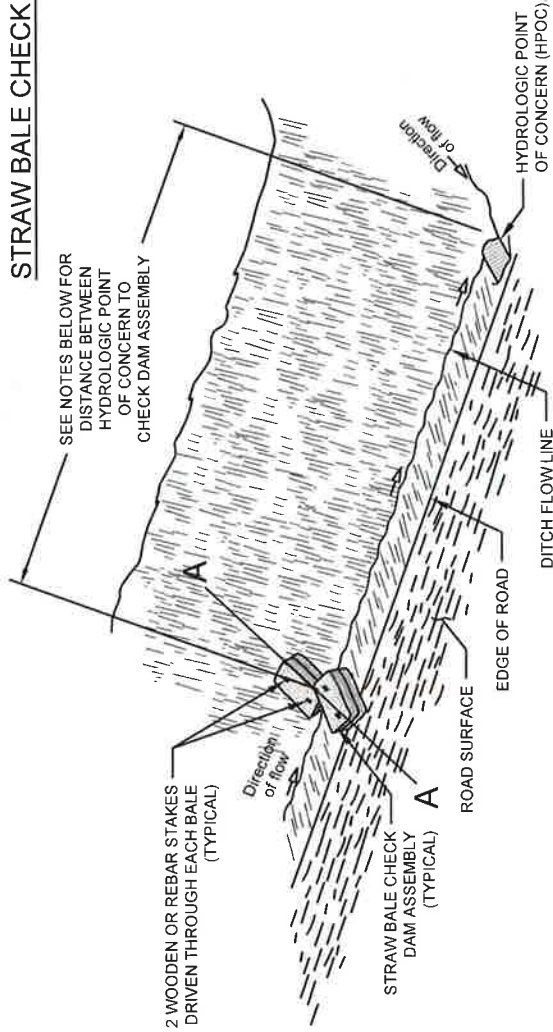 STRAW BALE CHECK
SEE NOTES BELOW FOR
DISTANCE BETWEEN
HYDROLOGIC POINT
OF CONCERN TO
CHECK DAM ASSEMBLY
2 WOODEN OR REBAR STAKES
DRIVEN THROUGH EACH BALE
(TYPICAL)
A
Direction
of flow
Direction
of flow
HYDROLOGIC POINT
OF CONCERN (HPOC)
STRAW BALE CHECK
DAM ASSEMBLY
(TYPICAL)
A
ROAD SURFACE
EDGE OF ROAD
DITCH FLOW LINE